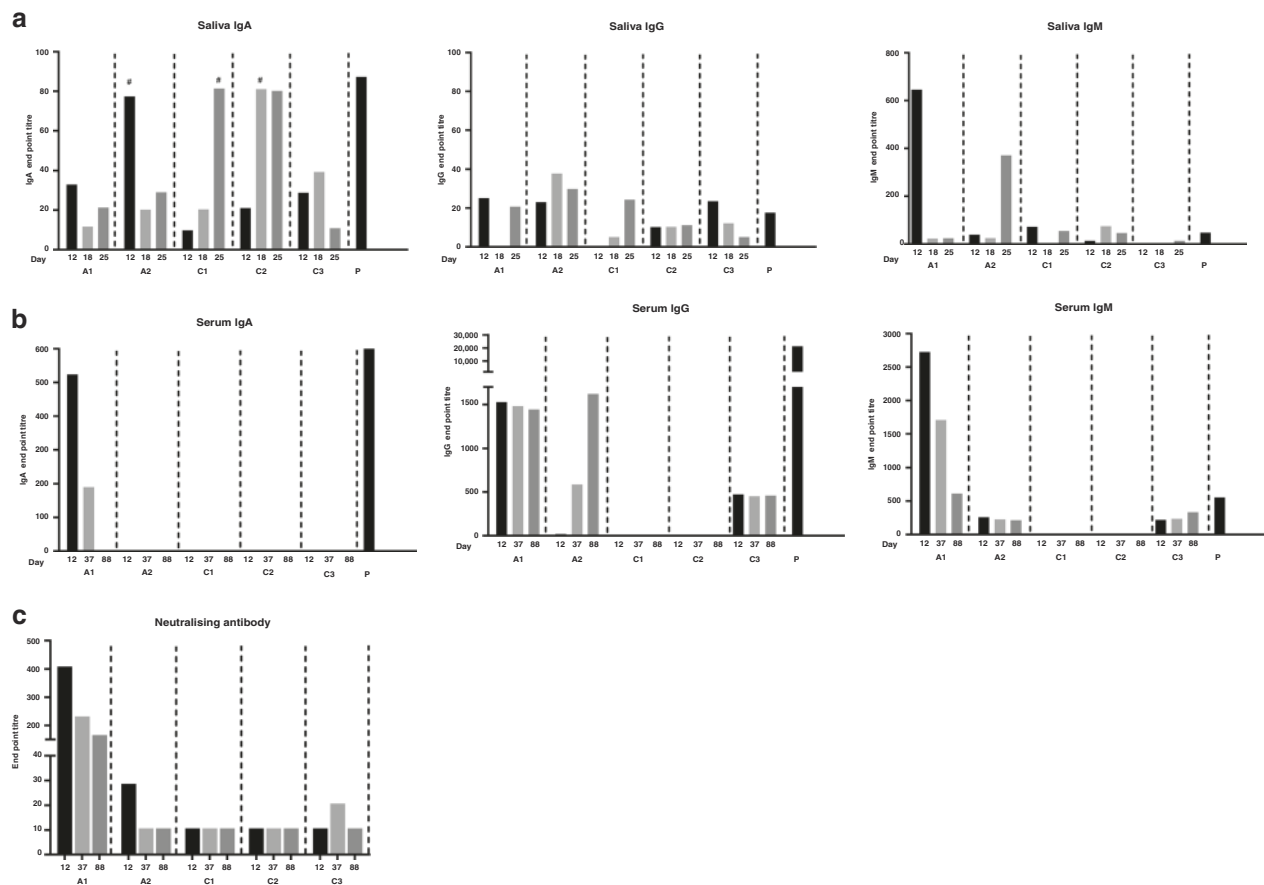 a
Saliva IgA
Saliva IgG
Saliva IgM
IgA end point titre
100
80
60
40
20
0
#
#
#
Day
12 18 25
12 18 25
12 18 25
12 18 25
12 18 25
A1
A2
C1
C2
C3
P
IgG end point titre
100
80
60
40
20
0
Day
12 18 25
12 18 25
12 18 25
12 18 25
12 18 25
A1
A2
C1
C2
C3
P
IgM end point titre
800
600
400
200
0
Day
12 18 25
12 18 25
12 18 25
12 18 25
12 18 25
A1
A2
C1
C2
C3
P
b
Serum IgA
Serum IgG
Serum IgM
IgA end point titre
600
500
400
600
200
100
0
Day
12 37 88
12 37 88
12 37 88
12 37 88
12 37 88
A1
A2
C1
C2
C3
P
IgG end point titre
30,000
20,000
10,000
1500
1000
500
0
Day
12 37 88
12 37 88
12 37 88
12 37 88
12 37 88
A1
A2
C1
C2
C3
P
IgM end point titre
3000
2500
2000
1500
1000
500
0
Day
12 37 88
12 37 88
12 37 88
12 37 88
12 37 88
A1
A2
C1
C2
C3
P
c
Neutralising antibody
End point titre
500
400
300
200
40
30
20
10
0
12 37 88
12 37 88
12 37 88
12 37 88
12 37 88
A1
A2
C1
C2
C3